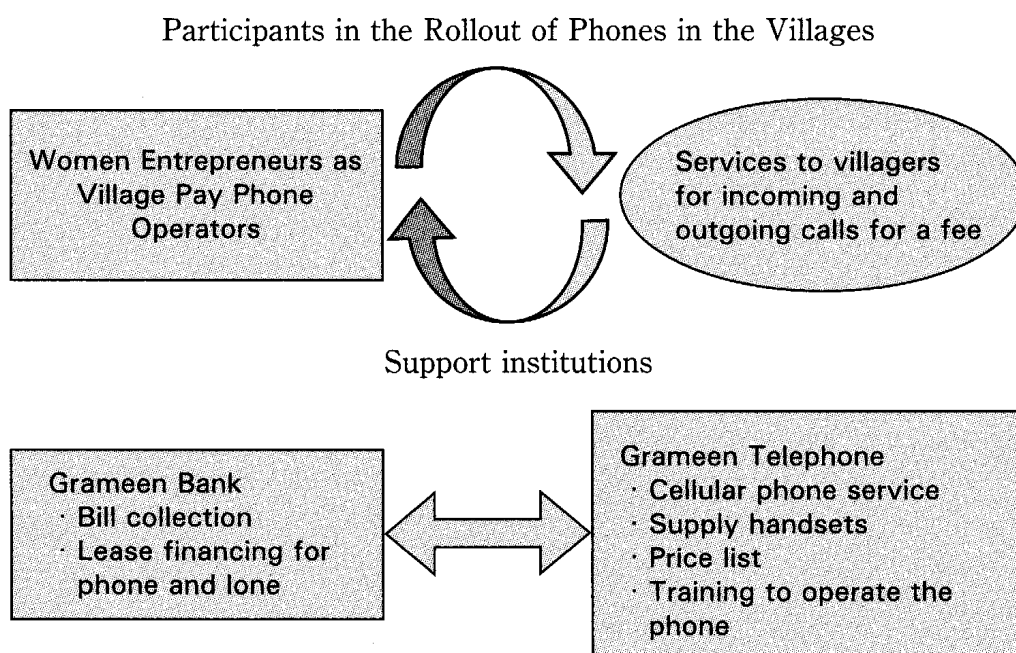 Participants in the Rollout of Phones in the Villages
Women Entrepreneurs as
Village Pay Phone
Operators
Services to villagers
for incoming and
outgoing calls for a fee
Support institutions
Grameen Bank
· Bill collection
· Lease financing for
phone and lone
Grameen Telephone
· Cellular phone service
· Supply handsets
· Price list
· Training to operate the
phone